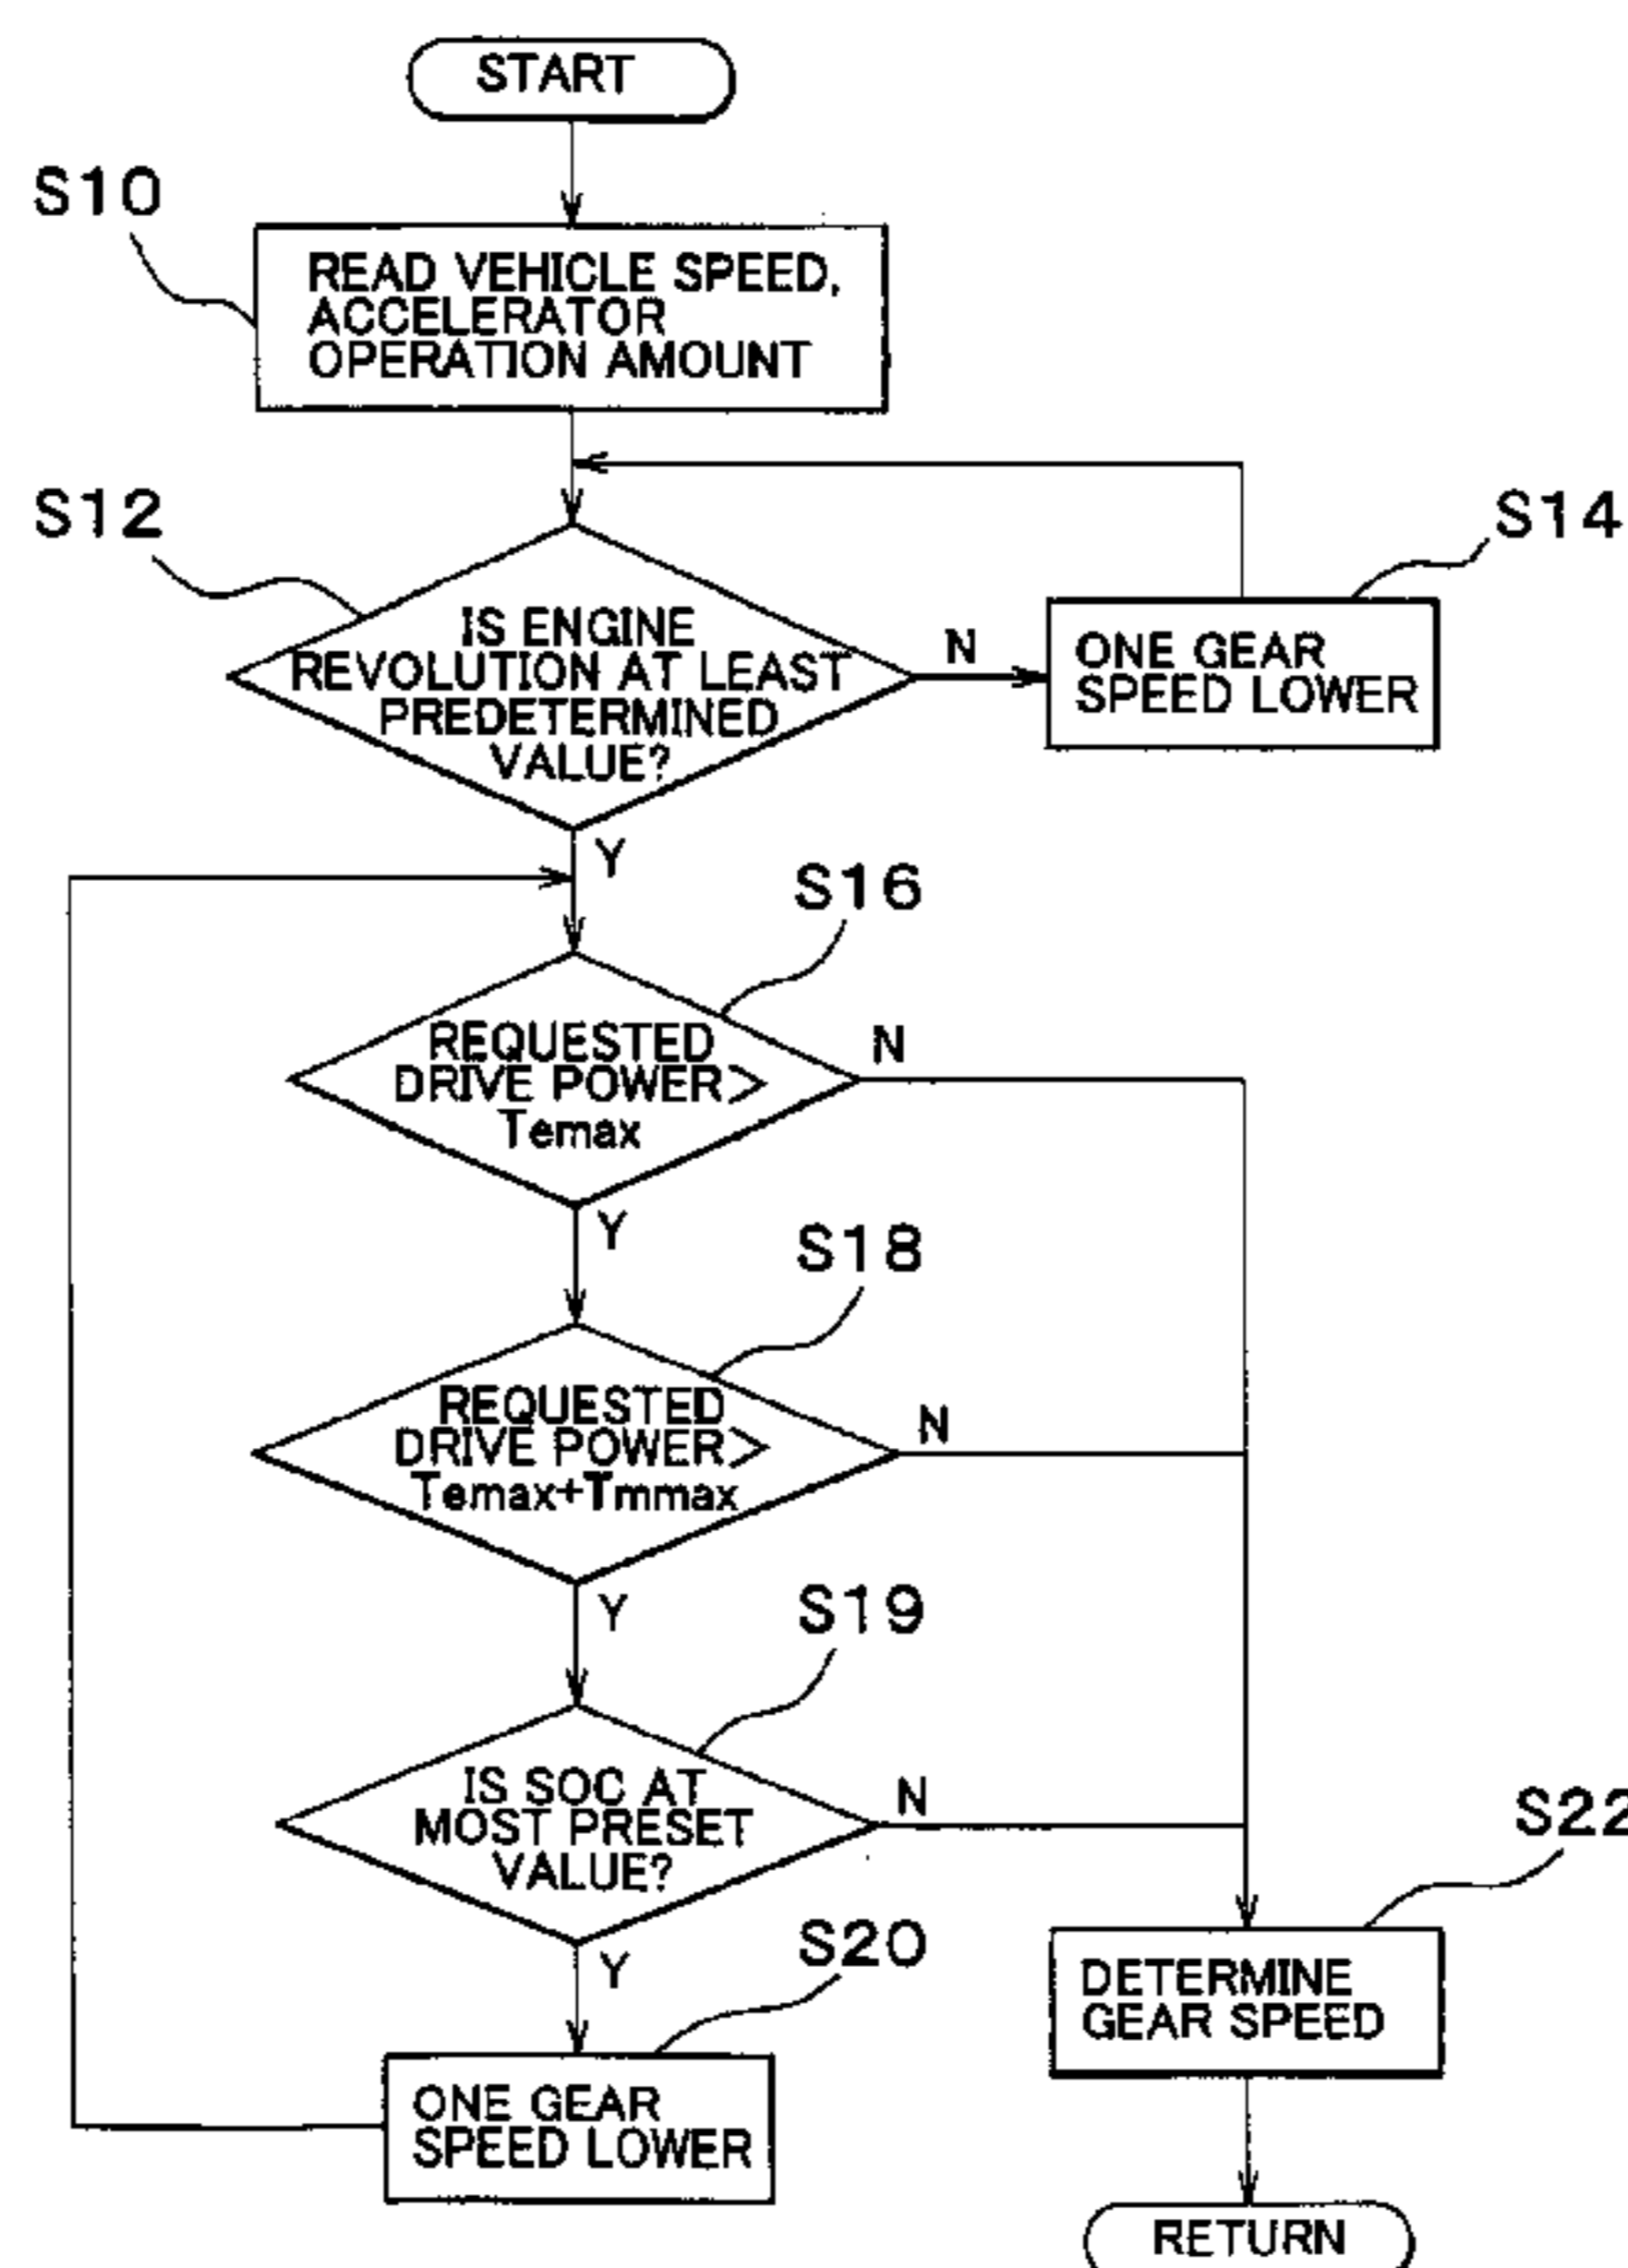 START
S10
READ VEHICLE SPEED,
ACCELERATOR
OPERATION AMOUNT
S12
S14
IS ENGINE
REVOLUTION AT LEAST
PREDETERMINED
VALUE?
N
ONE GEAR
SPEED LOWER
Y
S16
REQUESTED
DRIVE POWER>
Temax
N
Y
S18
REQUESTED
DRIVE POWER>
Temax+Tmmax
N
Y
S19
IS SOC AT
MOST PRESET
VALUE?
N
S22
Y
S20
DETERMINE
GEAR SPEED
ONE GEAR
SPEED LOWER
RETURN